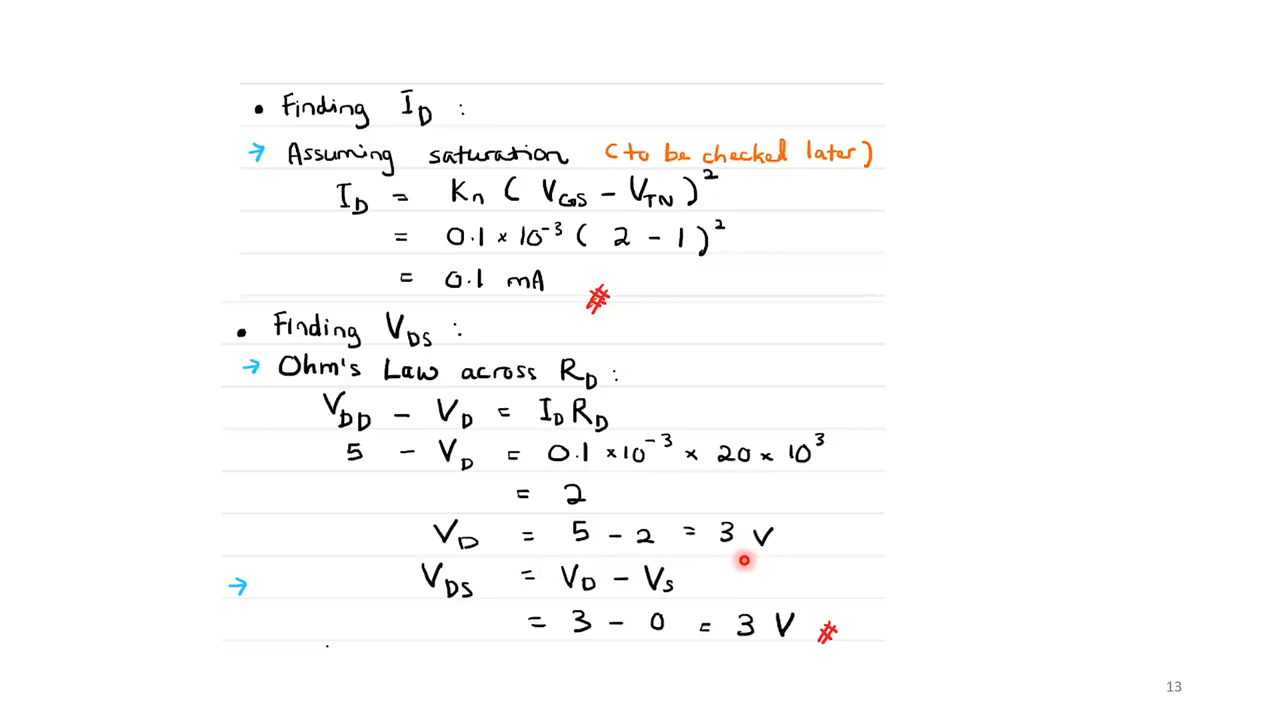 • Finding I_D :
→ Assuming saturation (to be checked later)
I_D = K_n ( V_GS - V_TN )²
= 0.1 × 10⁻³ ( 2 - 1 )²
= 0.1 mA #
• Finding V_DS :
→ Ohm's Law across R_D :
V_DD - V_D = I_D R_D
5 - V_D = 0.1 × 10⁻³ × 20 × 10³
= 2
V_D = 5 - 2 = 3 V
→ V_DS = V_D - V_S
= 3 - 0 = 3 V #
13